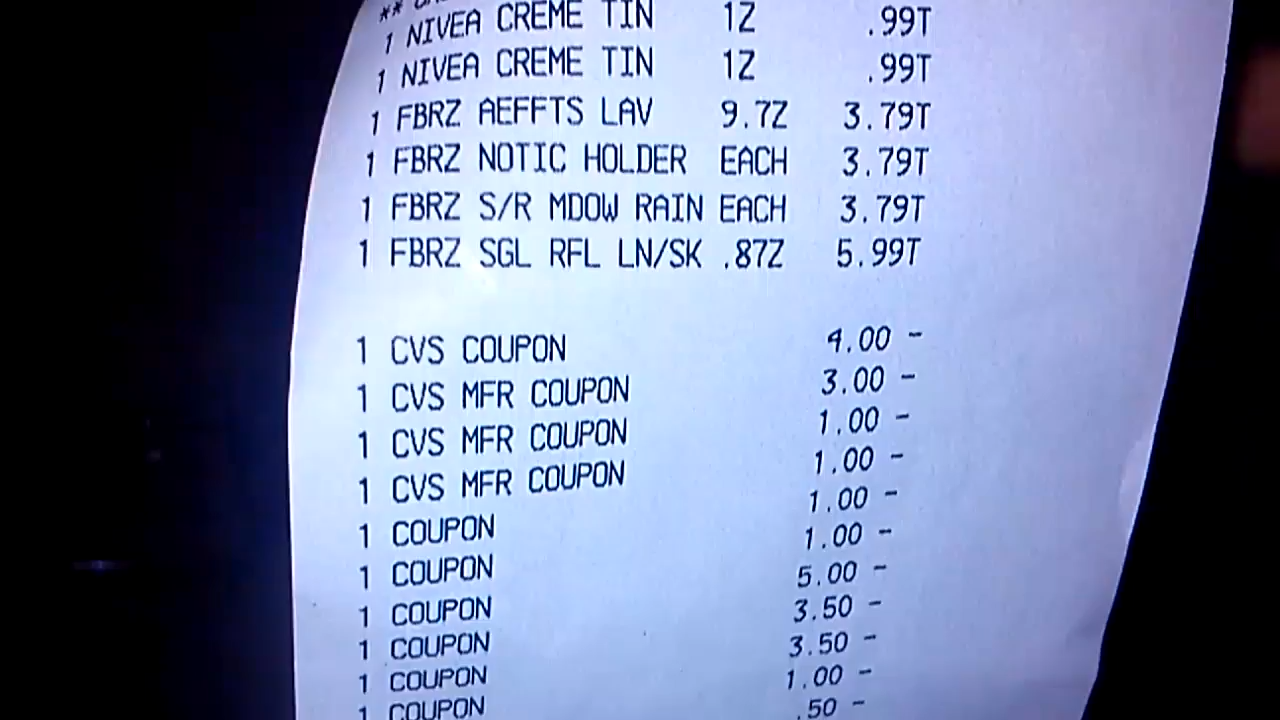 **
1 NIVEA CREME TIN 1Z .99T
1 NIVEA CREME TIN 1Z .99T
1 FBRZ AEFFTS LAV 9.7Z 3.79T
1 FBRZ NOTIC HOLDER EACH 3.79T
1 FBRZ S/R MDOW RAIN EACH 3.79T
1 FBRZ SGL RFL LN/SK .87Z 5.99T
1 CVS COUPON 4.00 -
1 CVS MFR COUPON 3.00 -
1 CVS MFR COUPON 1.00 -
1 CVS MFR COUPON 1.00 -
1 COUPON 1.00 -
1 COUPON 1.00 -
1 COUPON 5.00 -
1 COUPON 3.50 -
1 COUPON 3.50 -
1 COUPON 1.00 -
.50 -